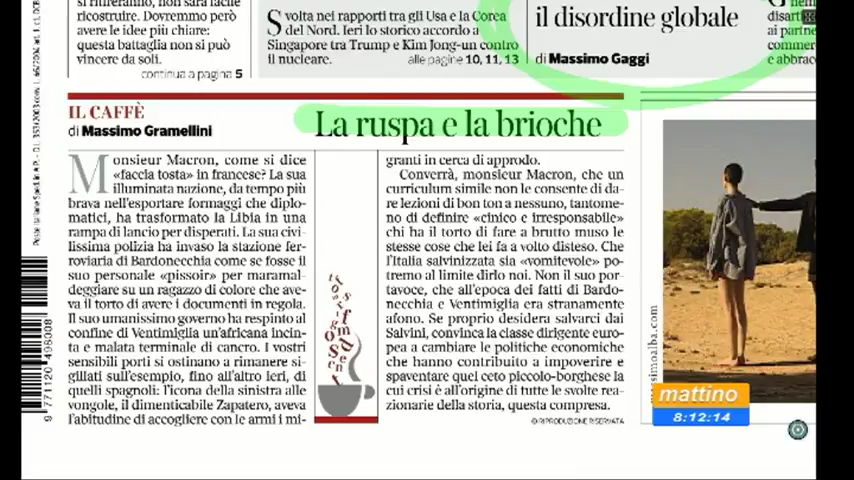 si rifiuteranno, non sarà facile
ricostruire. Dovremmo però
avere le idee più chiare:
questa battaglia non si può
vincere da soli.
continua a pagina 5
Svolta nei rapporti tra gli Usa e la Corea
del Nord. Ieri lo storico accordo a
Singapore tra Trump e Kim Jong-un contro
il nucleare.
alle pagine 10, 11, 13
il disordine globale
di Massimo Gaggi
IL CAFFÈ
di Massimo Gramellini
La ruspa e la brioche
Monsieur Macron, come si dice
«faccia tosta» in francese? La sua
illuminata nazione, da tempo più
brava nell'esportare formaggi che diplo-
matici, ha trasformato la Libia in una
rampa di lancio per disperati. La sua civi-
lissima polizia ha invaso la stazione fer-
roviaria di Bardonecchia come se fosse il
suo personale «pissoir» per maramal-
deggiare su un ragazzo di colore che ave-
va il torto di avere i documenti in regola.
Il suo umanissimo governo ha respinto al
confine di Ventimiglia un'africana incin-
ta e malata terminale di cancro. I vostri
sensibili porti si ostinano a rimanere si-
gillati sull'esempio, fino all'altro ieri, di
quelli spagnoli: l'icona della sinistra alle
vongole, il dimenticabile Zapatero, aveva
l'abitudine di accogliere con le armi i mi-
granti in cerca di approdo.
Converrà, monsieur Macron, che un
curriculum simile non le consente di da-
re lezioni di bon ton a nessuno, tantome-
no di definire «cinico e irresponsabile»
chi ha il torto di fare a brutto muso le
stesse cose che lei fa a volto disteso. Che
l'Italia salvinizzata sia «vomitevole» po-
tremo al limite dirlo noi. Non il suo por-
tavoce, che all'epoca dei fatti di Bardo-
necchia e Ventimiglia era stranamente
afono. Se proprio desidera salvarci dai
Salvini, convinca la classe dirigente euro-
pea a cambiare le politiche economiche
che hanno contribuito a impoverire e
spaventare quel ceto piccolo-borghese la
cui crisi è all'origine di tutte le svolte rea-
zionarie della storia, questa compresa.
© RIPRODUZIONE RISERVATA
9 771120 498008
mattino
8:12:14